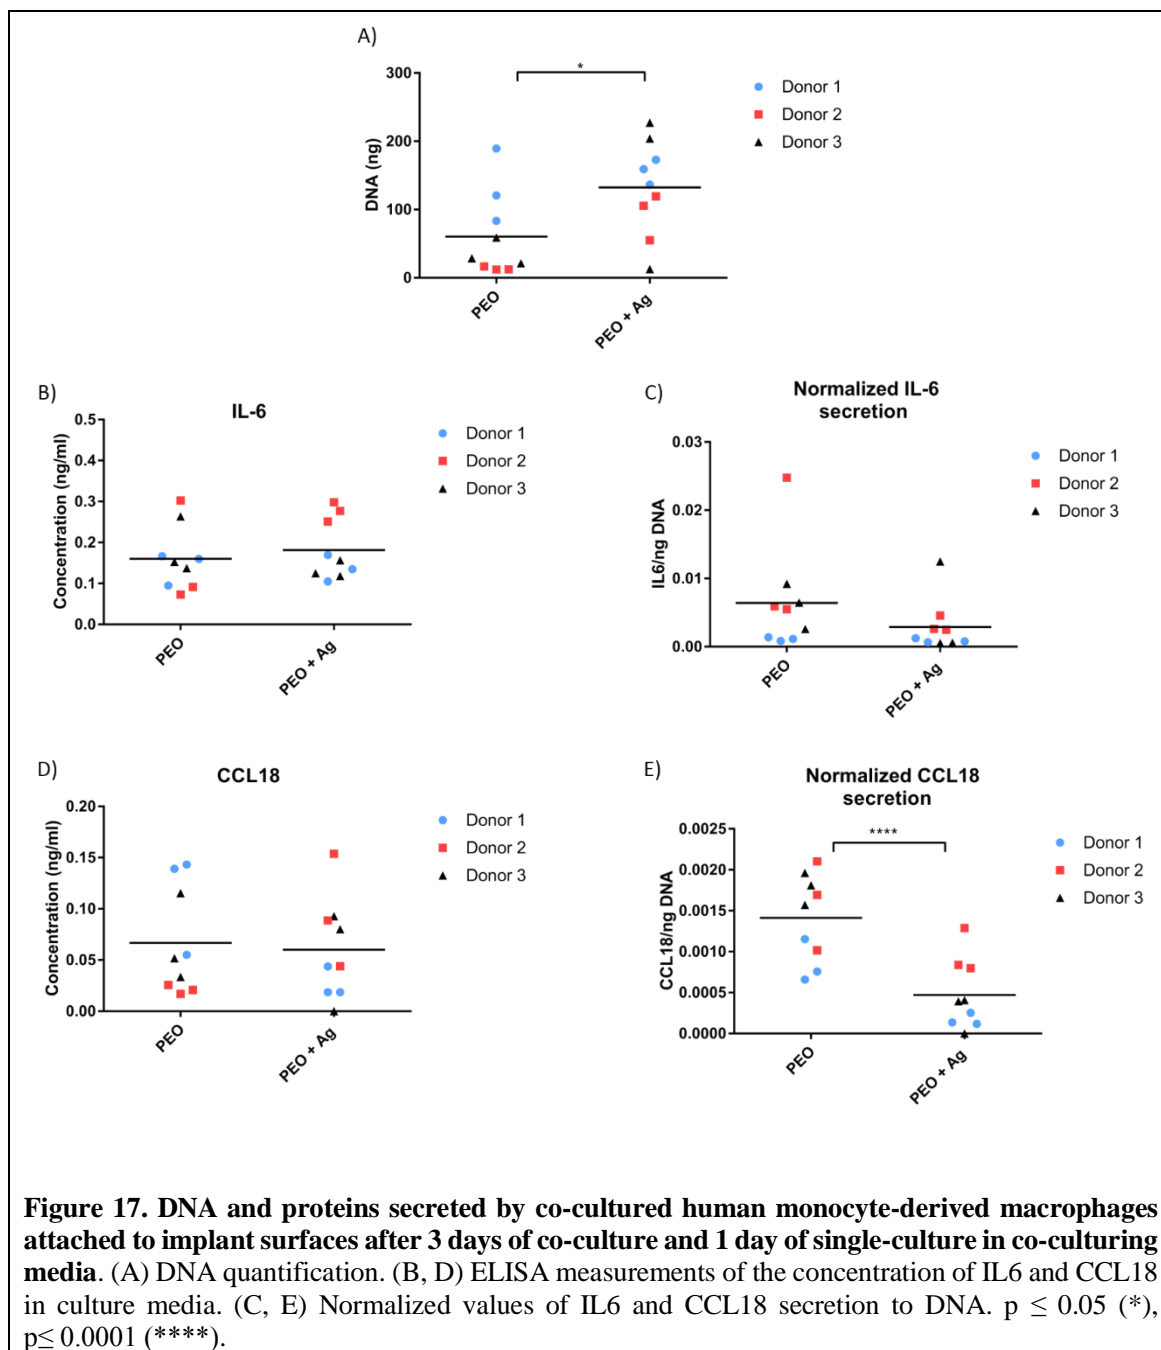 A)
300
200
100
0
DNA (ng)
*
PEO
PEO + Ag
Donor 1
Donor 2
Donor 3
B)
IL-6
0.5
0.4
0.3
0.2
0.1
0.0
Concentration (ng/ml)
PEO
PEO + Ag
Donor 1
Donor 2
Donor 3
C)
Normalized IL-6
secretion
0.03
0.02
0.01
0.00
IL6/ng DNA
PEO
PEO + Ag
Donor 1
Donor 2
Donor 3
D)
CCL18
0.20
0.15
0.10
0.05
0.00
Concentration (ng/ml)
PEO
PEO + Ag
Donor 1
Donor 2
Donor 3
E)
Normalized CCL18
secretion
0.0025
0.0020
0.0015
0.0010
0.0005
0.0000
CCL18/ng DNA
****
PEO
PEO + Ag
Donor 1
Donor 2
Donor 3
Figure 17. DNA and proteins secreted by co-cultured human monocyte-derived macrophages
attached to implant surfaces after 3 days of co-culture and 1 day of single-culture in co-culturing
media. (A) DNA quantification. (B, D) ELISA measurements of the concentration of IL6 and CCL18
in culture media. (C, E) Normalized values of IL6 and CCL18 secretion to DNA. p ≤ 0.05 (*),
p≤ 0.0001 (****).